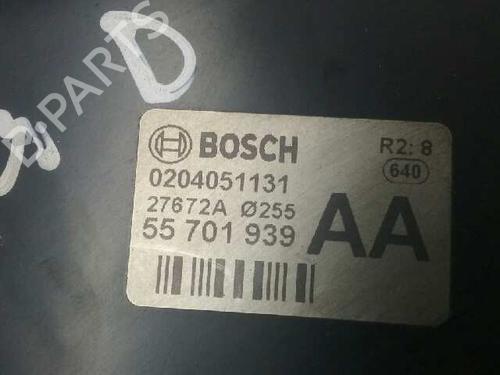 B-PARTS
D
BOSCH
R2: 8
640
0204051131
27672A Ø255
55 701 939
AA